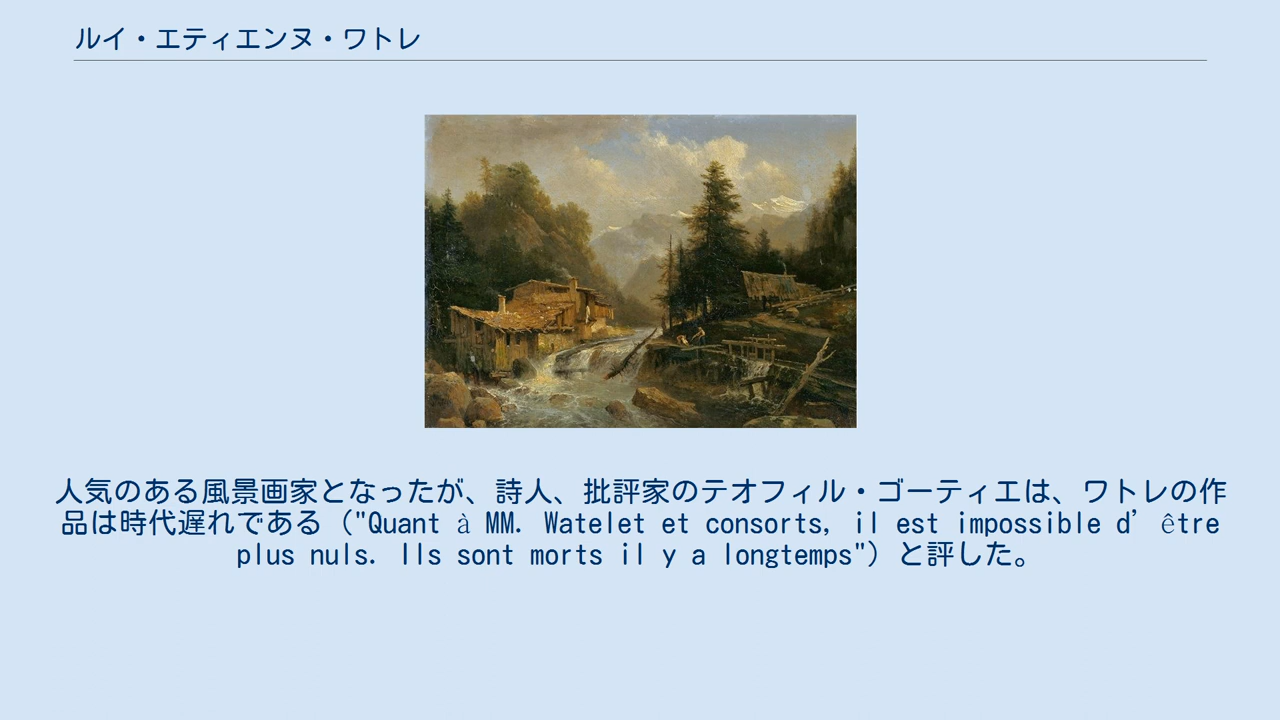 ルイ・エティエンヌ・ワトレ
人気のある風景画家となったが、詩人、批評家のテオフィル・ゴーティエは、ワトレの作
品は時代遅れである（"Quant à MM. Watelet et consorts, il est impossible d’être
plus nuls. Ils sont morts il y a longtemps"）と評した。